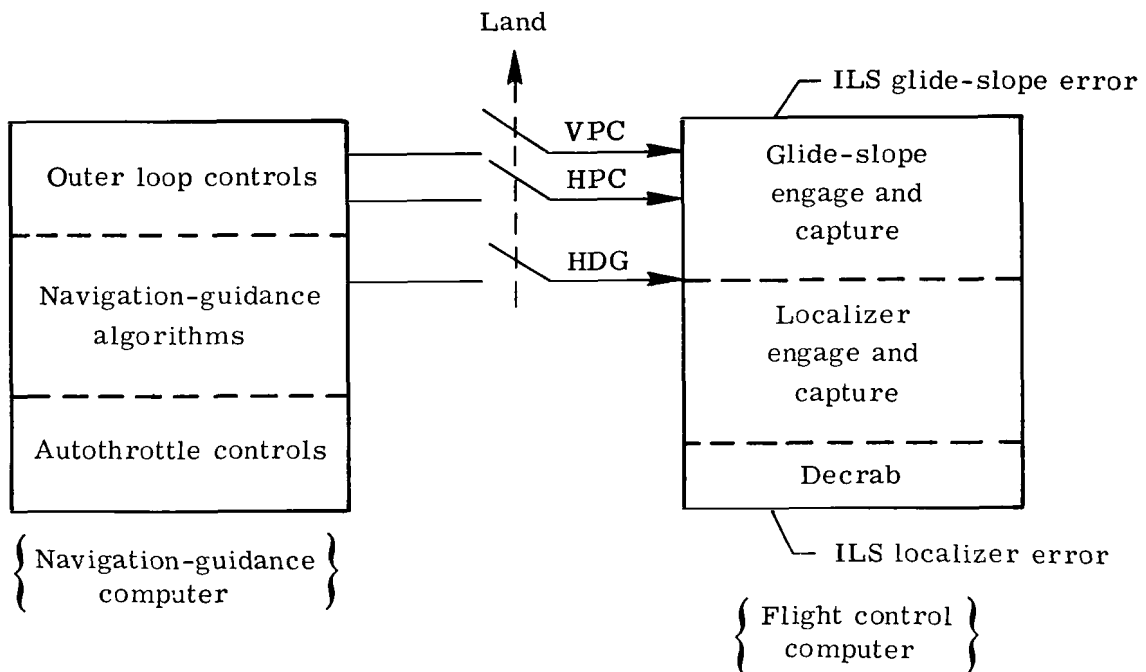 Land
ILS glide-slope error
VPC
HPC
HDG
Outer loop controls
Navigation-guidance
algorithms
Autothrottle controls
Navigation-guidance
computer
Glide-slope
engage and
capture
Localizer
engage and
capture
Decrab
ILS localizer error
Flight control
computer